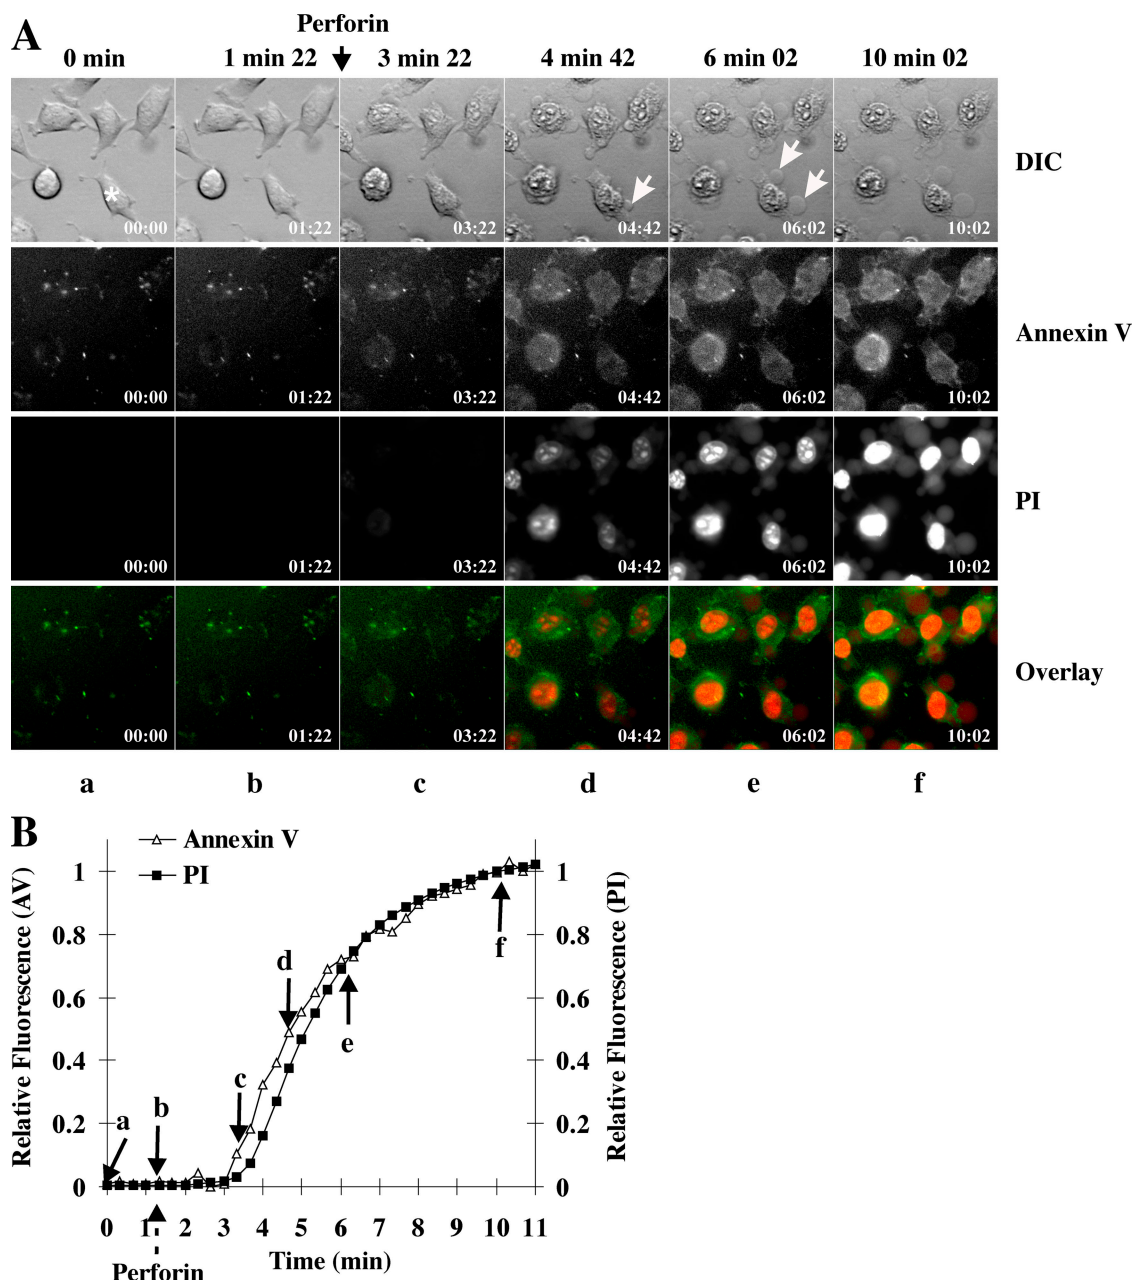 A
Perforin
0 min 1 min 22 3 min 22 4 min 42 6 min 02 10 min 02
*
00:00 01:22 03:22 04:42 06:02 10:02
DIC
00:00 01:22 03:22 04:42 06:02 10:02
Annexin V
00:00 01:22 03:22 04:42 06:02 10:02
PI
00:00 01:22 03:22 04:42 06:02 10:02
Overlay
a b c d e f
B
Annexin V
PI
Relative Fluorescence (AV)
1
0.8
0.6
0.4
0.2
0
Relative Fluorescence (PI)
1
0.8
0.6
0.4
0.2
0
a
b
c
d
e
f
0 1 2 3 4 5 6 7 8 9 10 11
Time (min)
Perforin